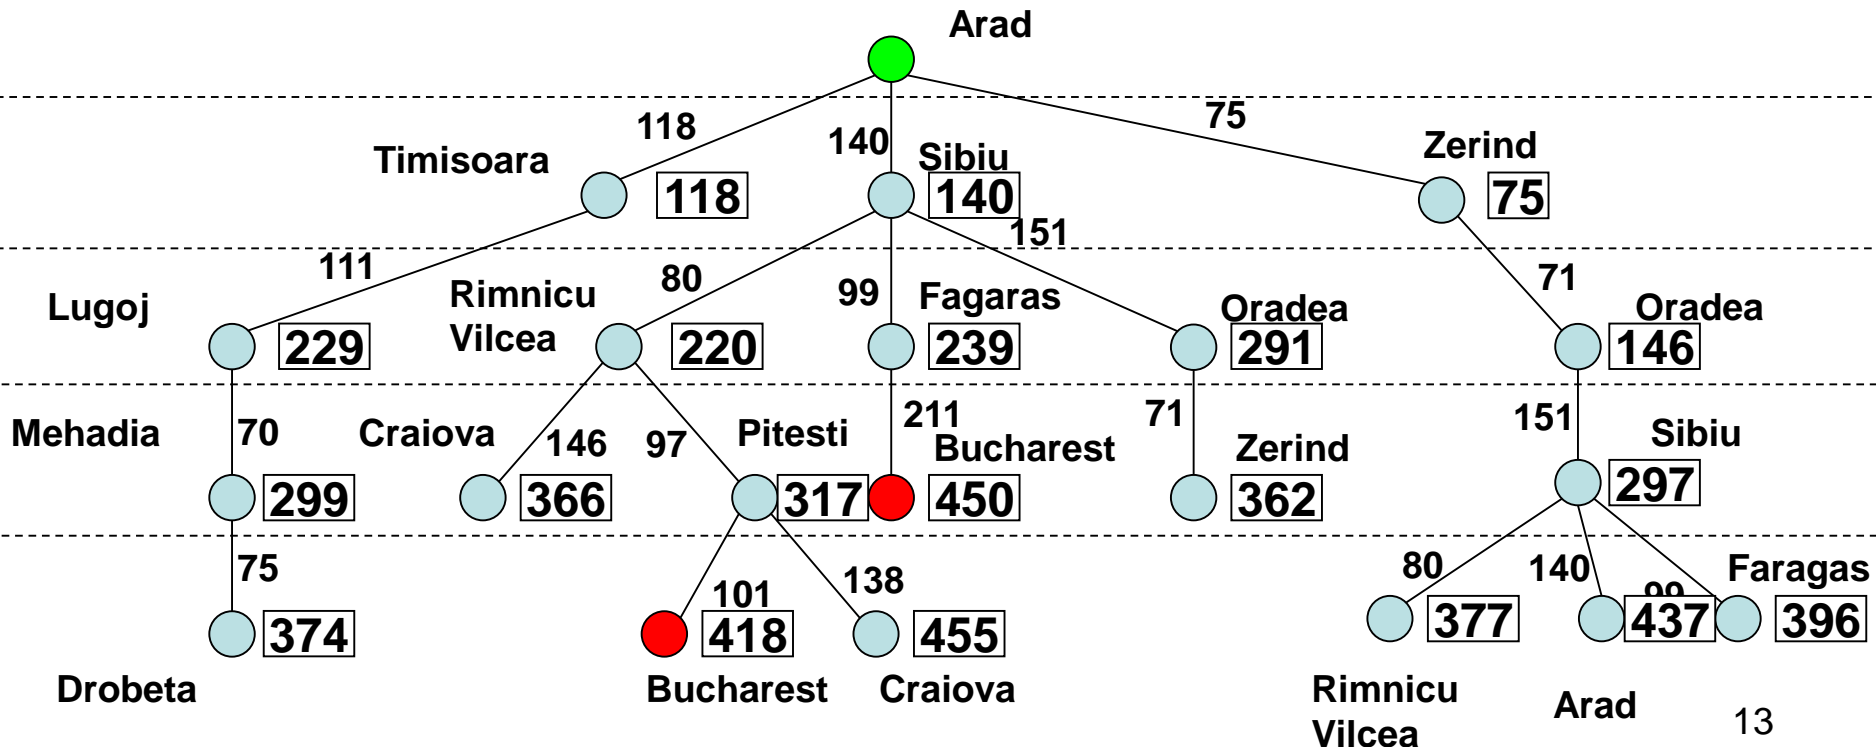 Arad
118
140
75
Timisoara
Sibiu
Zerind
118
140
75
111
80
99
151
71
Lugoj
Rimnicu
Vilcea
Fagaras
Oradea
Oradea
229
220
239
291
146
Mehadia
70
Craiova
146
97
Pitesti
211
Bucharest
71
Zerind
151
Sibiu
299
366
317
450
362
297
75
101
138
80
140
99
Faragas
374
418
455
377
437
396
Drobeta
Bucharest
Craiova
Rimnicu
Vilcea
Arad
13